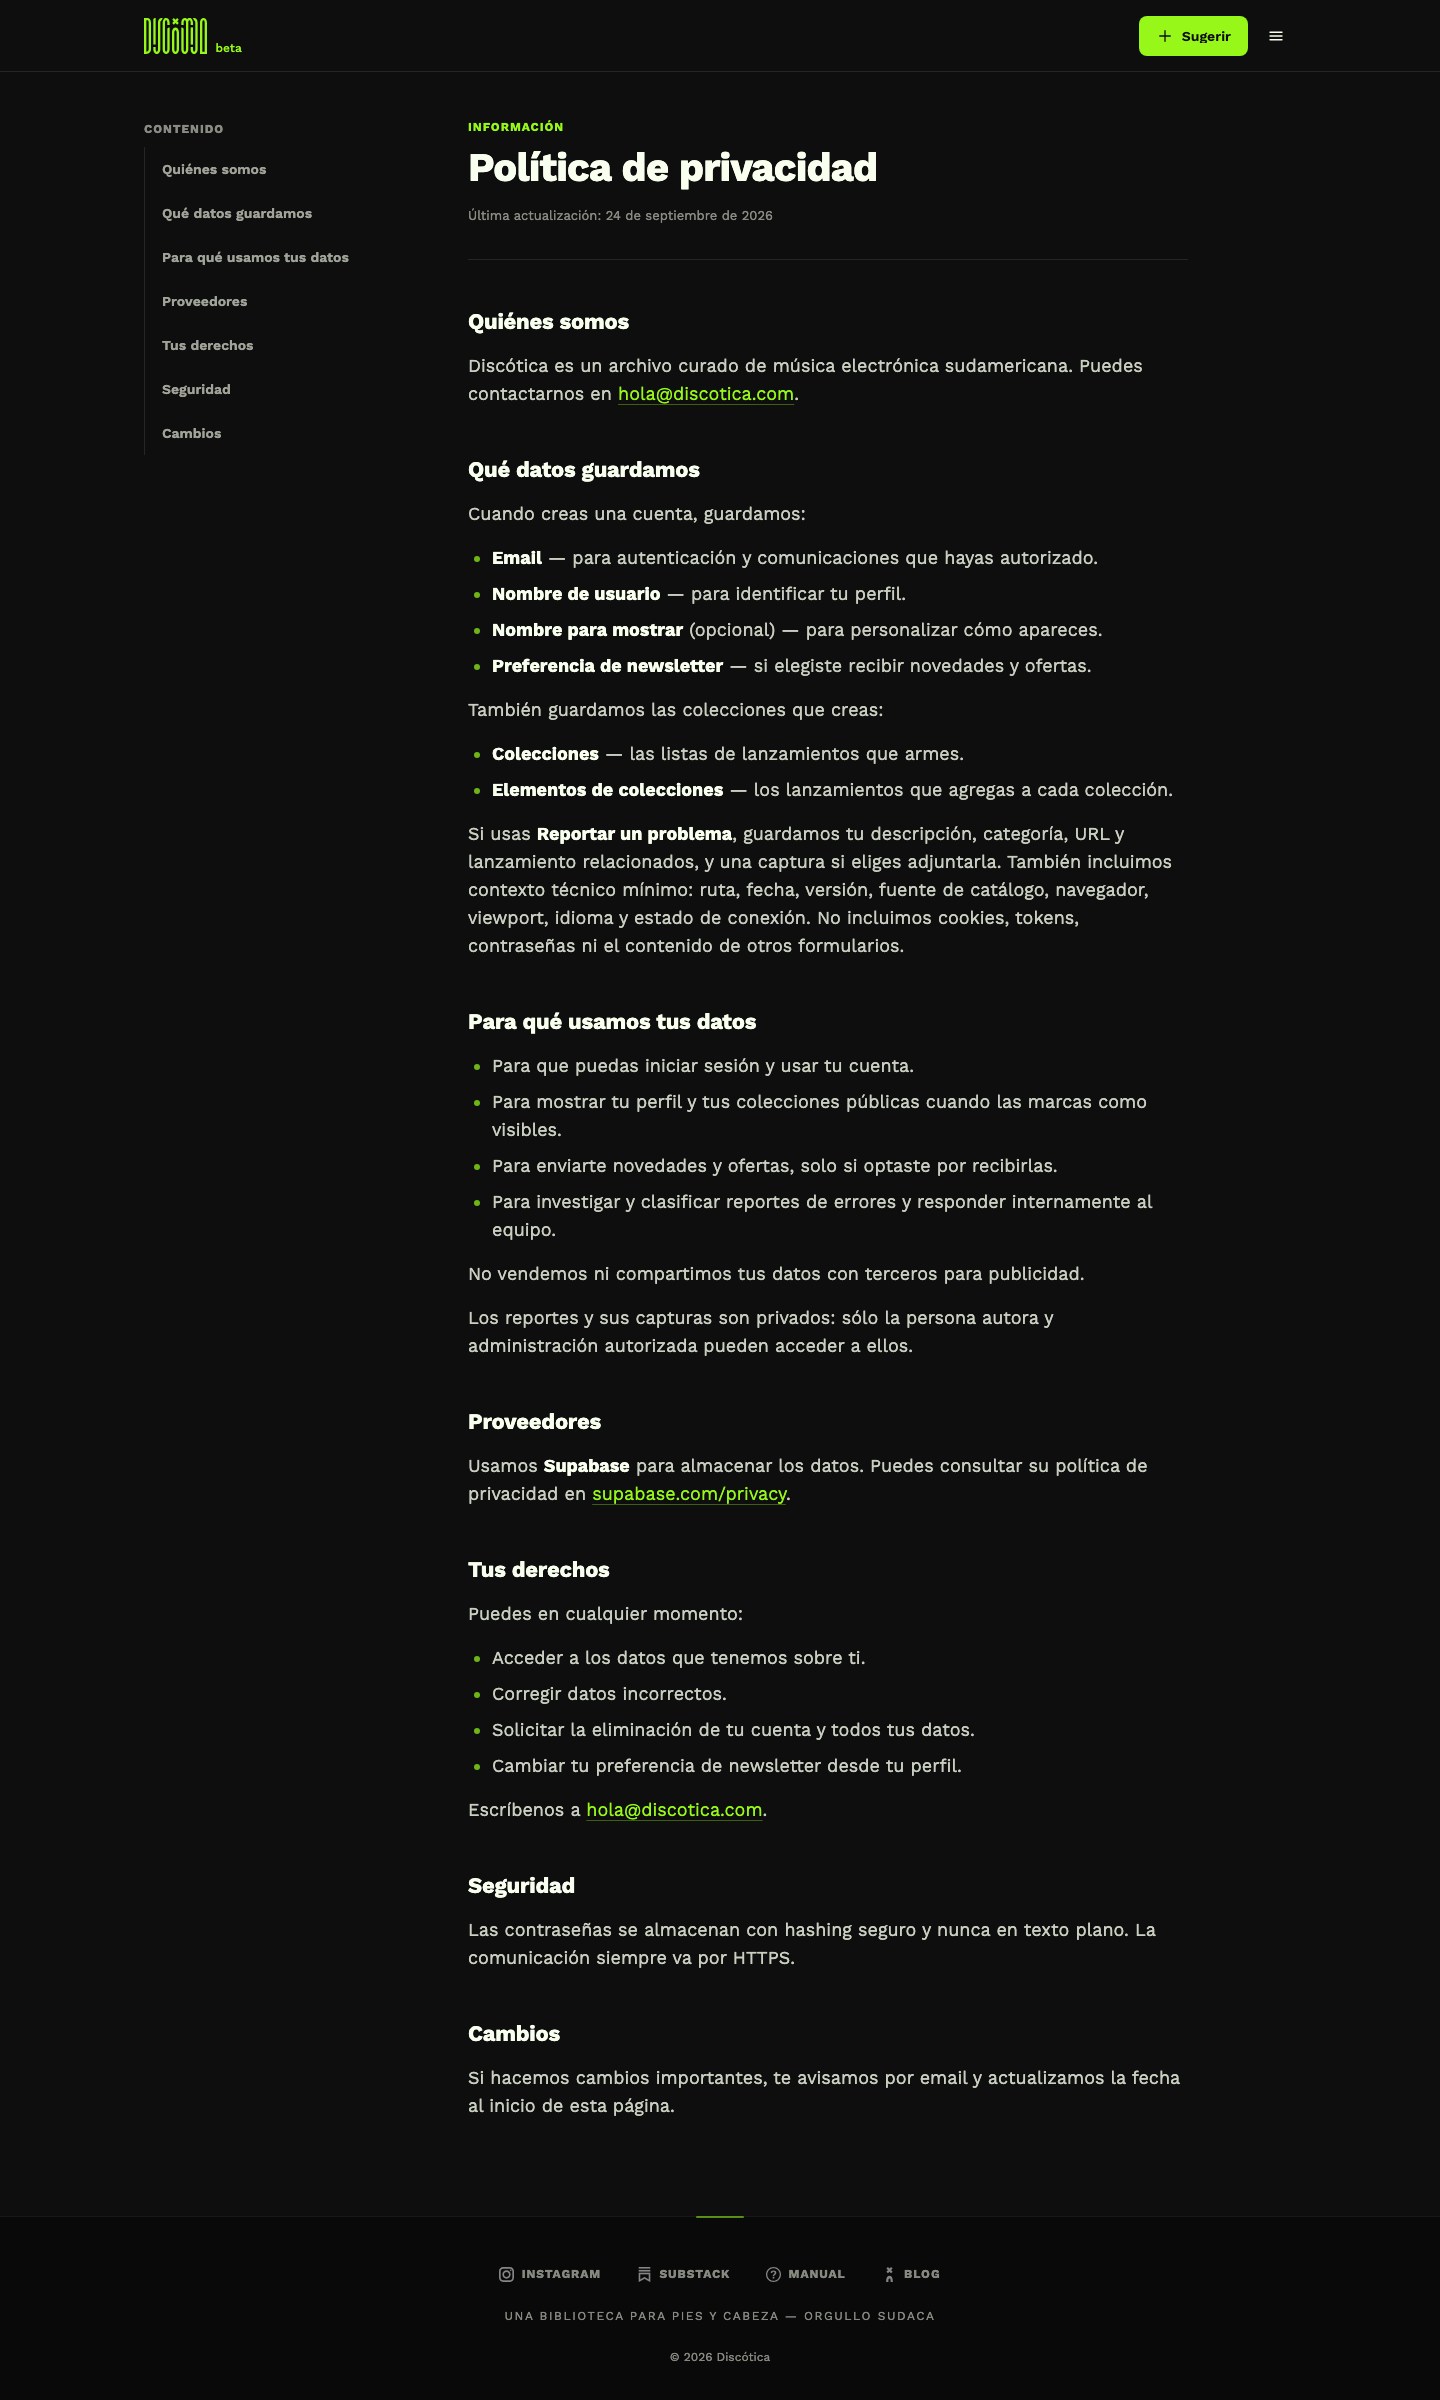 DISCÓTICA beta
Sugerir
CONTENIDO
Quiénes somos
Qué datos guardamos
Para qué usamos tus datos
Proveedores
Tus derechos
Seguridad
Cambios
INFORMACIÓN
Política de privacidad
Última actualización: 24 de septiembre de 2026
Quiénes somos
Discótica es un archivo curado de música electrónica sudamericana. Puedes
contactarnos en hola@discotica.com.
Qué datos guardamos
Cuando creas una cuenta, guardamos:
Email — para autenticación y comunicaciones que hayas autorizado.
Nombre de usuario — para identificar tu perfil.
Nombre para mostrar (opcional) — para personalizar cómo apareces.
Preferencia de newsletter — si elegiste recibir novedades y ofertas.
También guardamos las colecciones que creas:
Colecciones — las listas de lanzamientos que armes.
Elementos de colecciones — los lanzamientos que agregas a cada colección.
Si usas Reportar un problema, guardamos tu descripción, categoría, URL y
lanzamiento relacionados, y una captura si eliges adjuntarla. También incluimos
contexto técnico mínimo: ruta, fecha, versión, fuente de catálogo, navegador,
viewport, idioma y estado de conexión. No incluimos cookies, tokens,
contraseñas ni el contenido de otros formularios.
Para qué usamos tus datos
Para que puedas iniciar sesión y usar tu cuenta.
Para mostrar tu perfil y tus colecciones públicas cuando las marcas como
visibles.
Para enviarte novedades y ofertas, solo si optaste por recibirlas.
Para investigar y clasificar reportes de errores y responder internamente al
equipo.
No vendemos ni compartimos tus datos con terceros para publicidad.
Los reportes y sus capturas son privados: sólo la persona autora y
administración autorizada pueden acceder a ellos.
Proveedores
Usamos Supabase para almacenar los datos. Puedes consultar su política de
privacidad en supabase.com/privacy.
Tus derechos
Puedes en cualquier momento:
Acceder a los datos que tenemos sobre ti.
Corregir datos incorrectos.
Solicitar la eliminación de tu cuenta y todos tus datos.
Cambiar tu preferencia de newsletter desde tu perfil.
Escríbenos a hola@discotica.com.
Seguridad
Las contraseñas se almacenan con hashing seguro y nunca en texto plano. La
comunicación siempre va por HTTPS.
Cambios
Si hacemos cambios importantes, te avisamos por email y actualizamos la fecha
al inicio de esta página.
INSTAGRAM SUBSTACK MANUAL BLOG
UNA BIBLIOTECA PARA PIES Y CABEZA — ORGULLO SUDACA
© 2026 Discótica